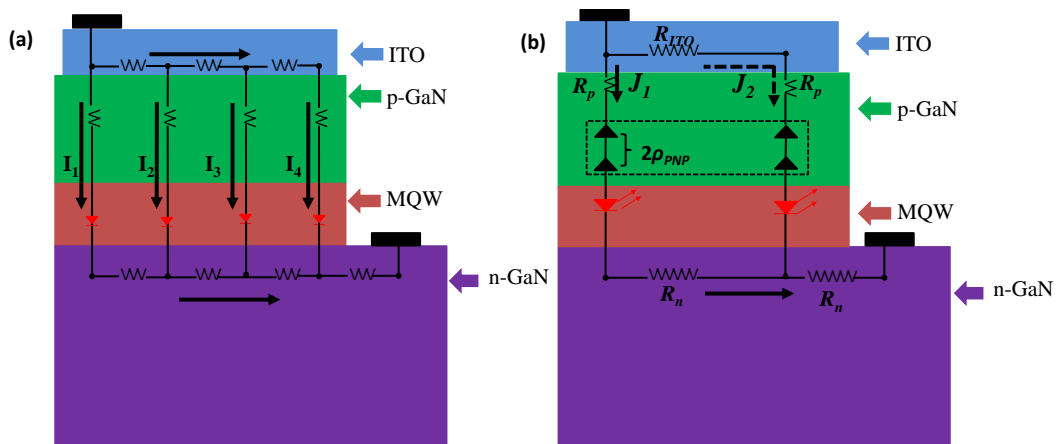 (a)
ITO
p-GaN
I1 I2 I3 I4
MQW
n-GaN
(b)
RITO
ITO
Rp J1 J2 Rp
p-GaN
2ρPNP
MQW
Rn Rn
n-GaN